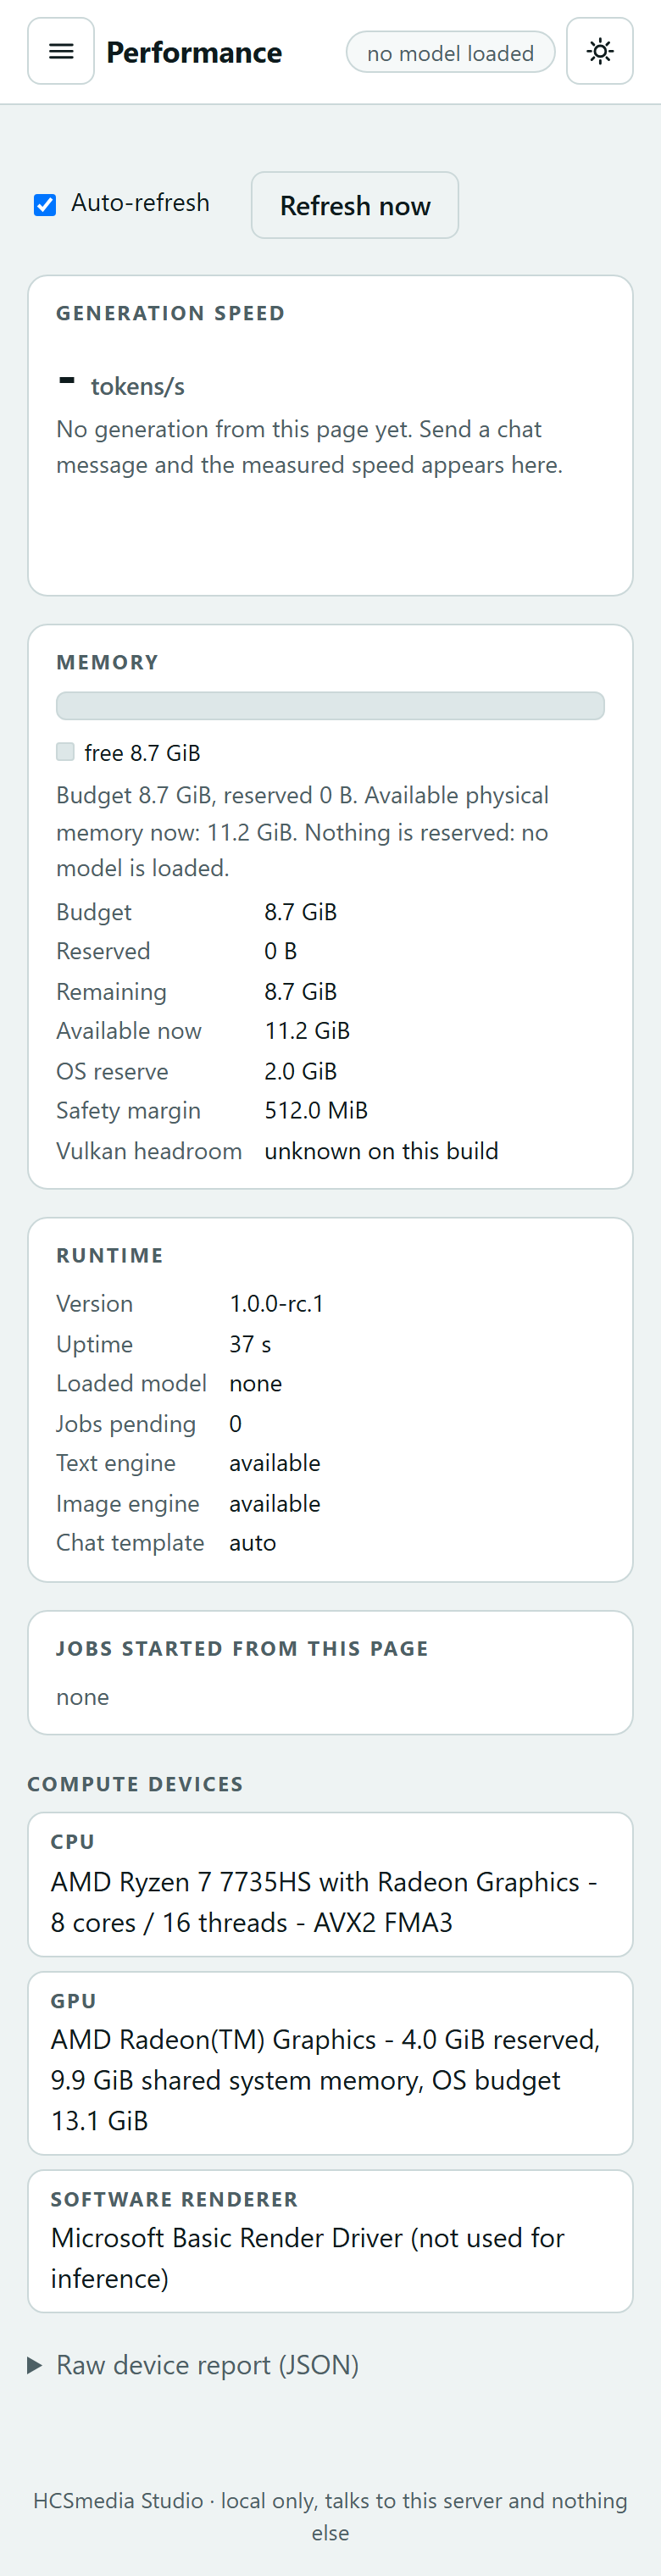 Performance
no model loaded
Auto-refresh
Refresh now
GENERATION SPEED
- tokens/s
No generation from this page yet. Send a chat
message and the measured speed appears here.
MEMORY
free 8.7 GiB
Budget 8.7 GiB, reserved 0 B. Available physical
memory now: 11.2 GiB. Nothing is reserved: no
model is loaded.
Budget 8.7 GiB
Reserved 0 B
Remaining 8.7 GiB
Available now 11.2 GiB
OS reserve 2.0 GiB
Safety margin 512.0 MiB
Vulkan headroom unknown on this build
RUNTIME
Version 1.0.0-rc.1
Uptime 37 s
Loaded model none
Jobs pending 0
Text engine available
Image engine available
Chat template auto
JOBS STARTED FROM THIS PAGE
none
COMPUTE DEVICES
CPU
AMD Ryzen 7 7735HS with Radeon Graphics -
8 cores / 16 threads - AVX2 FMA3
GPU
AMD Radeon(TM) Graphics - 4.0 GiB reserved,
9.9 GiB shared system memory, OS budget
13.1 GiB
SOFTWARE RENDERER
Microsoft Basic Render Driver (not used for
inference)
Raw device report (JSON)
HCSmedia Studio · local only, talks to this server and nothing
else